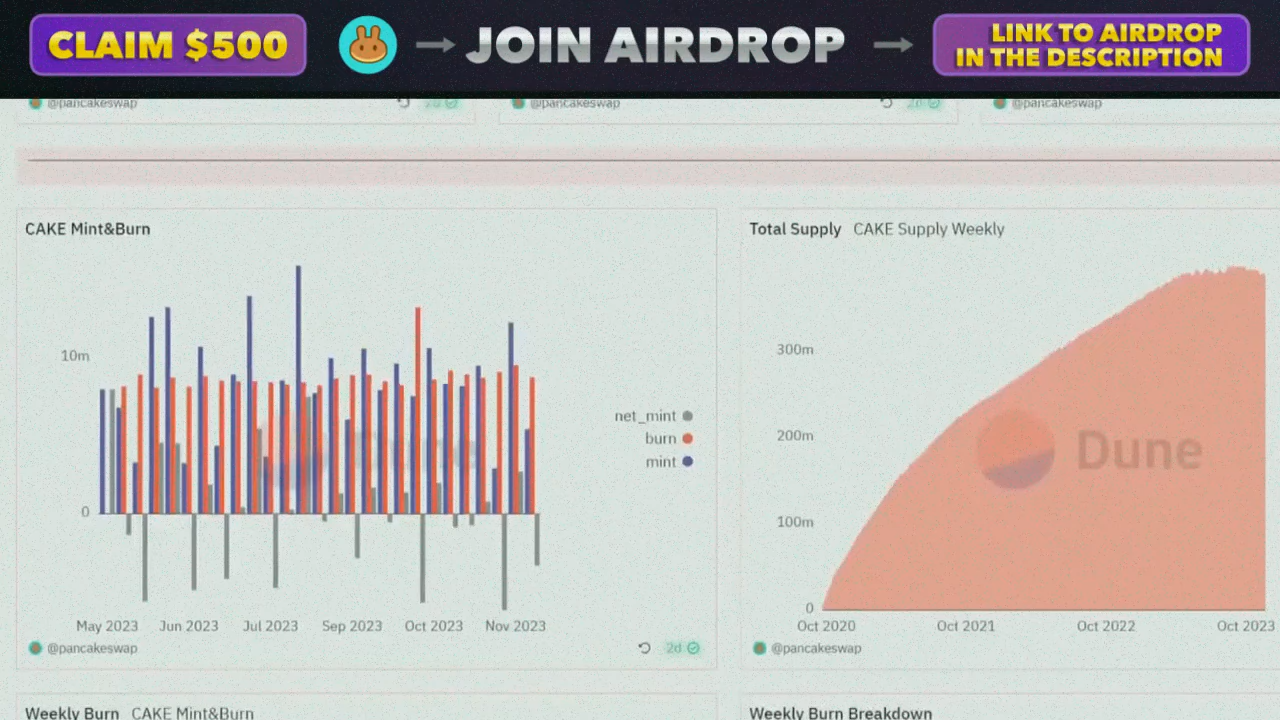 CLAIM $500
JOIN AIRDROP
LINK TO AIRDROP
IN THE DESCRIPTION
@pancakeswap
2d
@pancakeswap
2d
@pancakeswap
CAKE Mint&Burn
10m
0
net_mint
burn
mint
Dune
May 2023 Jun 2023 Jul 2023 Sep 2023 Oct 2023 Nov 2023
@pancakeswap
2d
Total Supply CAKE Supply Weekly
300m
200m
100m
0
Dune
Oct 2020 Oct 2021 Oct 2022 Oct 2023
@pancakeswap
Weekly Burn CAKE Mint&Burn
Weekly Burn Breakdown